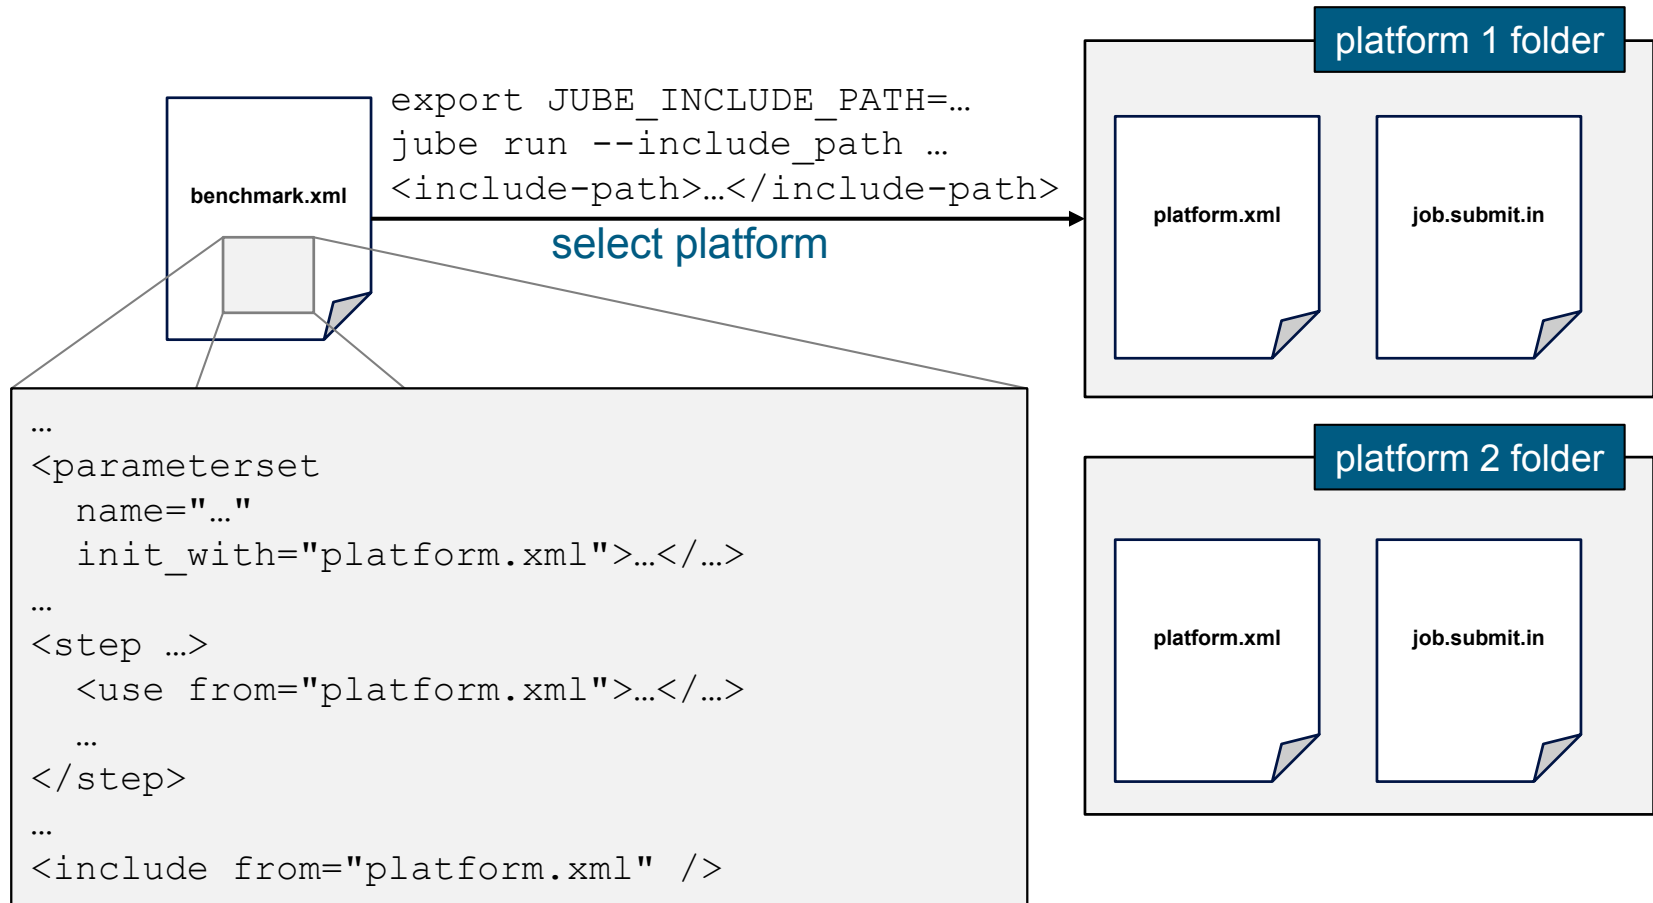 platform 1 folder
export JUBE_INCLUDE_PATH=…
jube run --include_path …
<include-path>…</include-path>
benchmark.xml
select platform
platform.xml
job.submit.in
…
<parameterset
  name="…"
  init_with="platform.xml">…</…>
…
<step …>
  <use from="platform.xml">…</…>
  …
</step>
…
<include from="platform.xml" />
platform 2 folder
platform.xml
job.submit.in